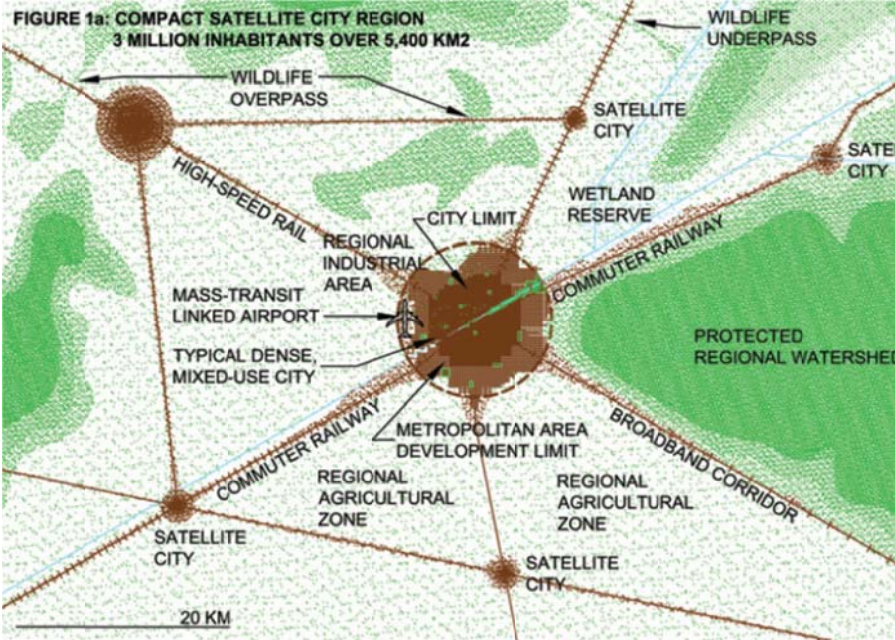 FIGURE 1a: COMPACT SATELLITE CITY REGION
3 MILLION INHABITANTS OVER 5,400 KM2
WILDLIFE
UNDERPASS
WILDLIFE
OVERPASS
SATELLITE
CITY
SATE
CITY
HIGH-SPEED RAIL
WETLAND
RESERVE
CITY LIMIT
REGIONAL
INDUSTRIAL
AREA
COMMUTER RAILWAY
MASS-TRANSIT
LINKED AIRPORT
PROTECTED
REGIONAL WATERSHED
TYPICAL DENSE,
MIXED-USE CITY
METROPOLITAN AREA
DEVELOPMENT LIMIT
BROADBAND CORRIDOR
COMMUTER RAILWAY
REGIONAL
AGRICULTURAL
ZONE
REGIONAL
AGRICULTURAL
ZONE
SATELLITE
CITY
SATELLITE
CITY
20 KM